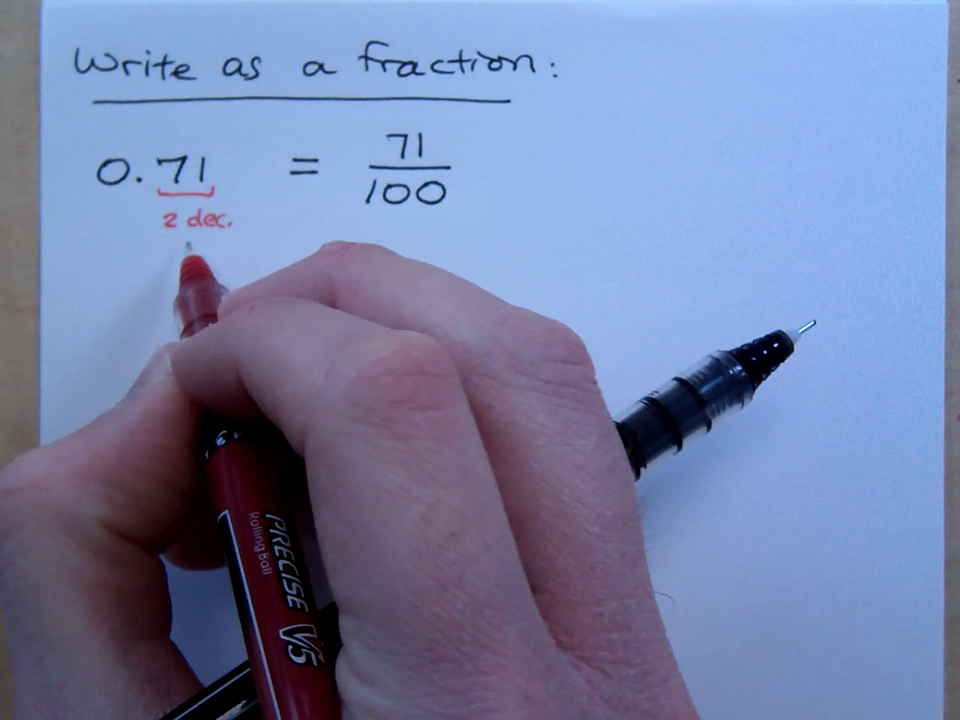 Write as a fraction:
0.71 = 71/100
2 dec.
PRECISE V5
Rolling Ball